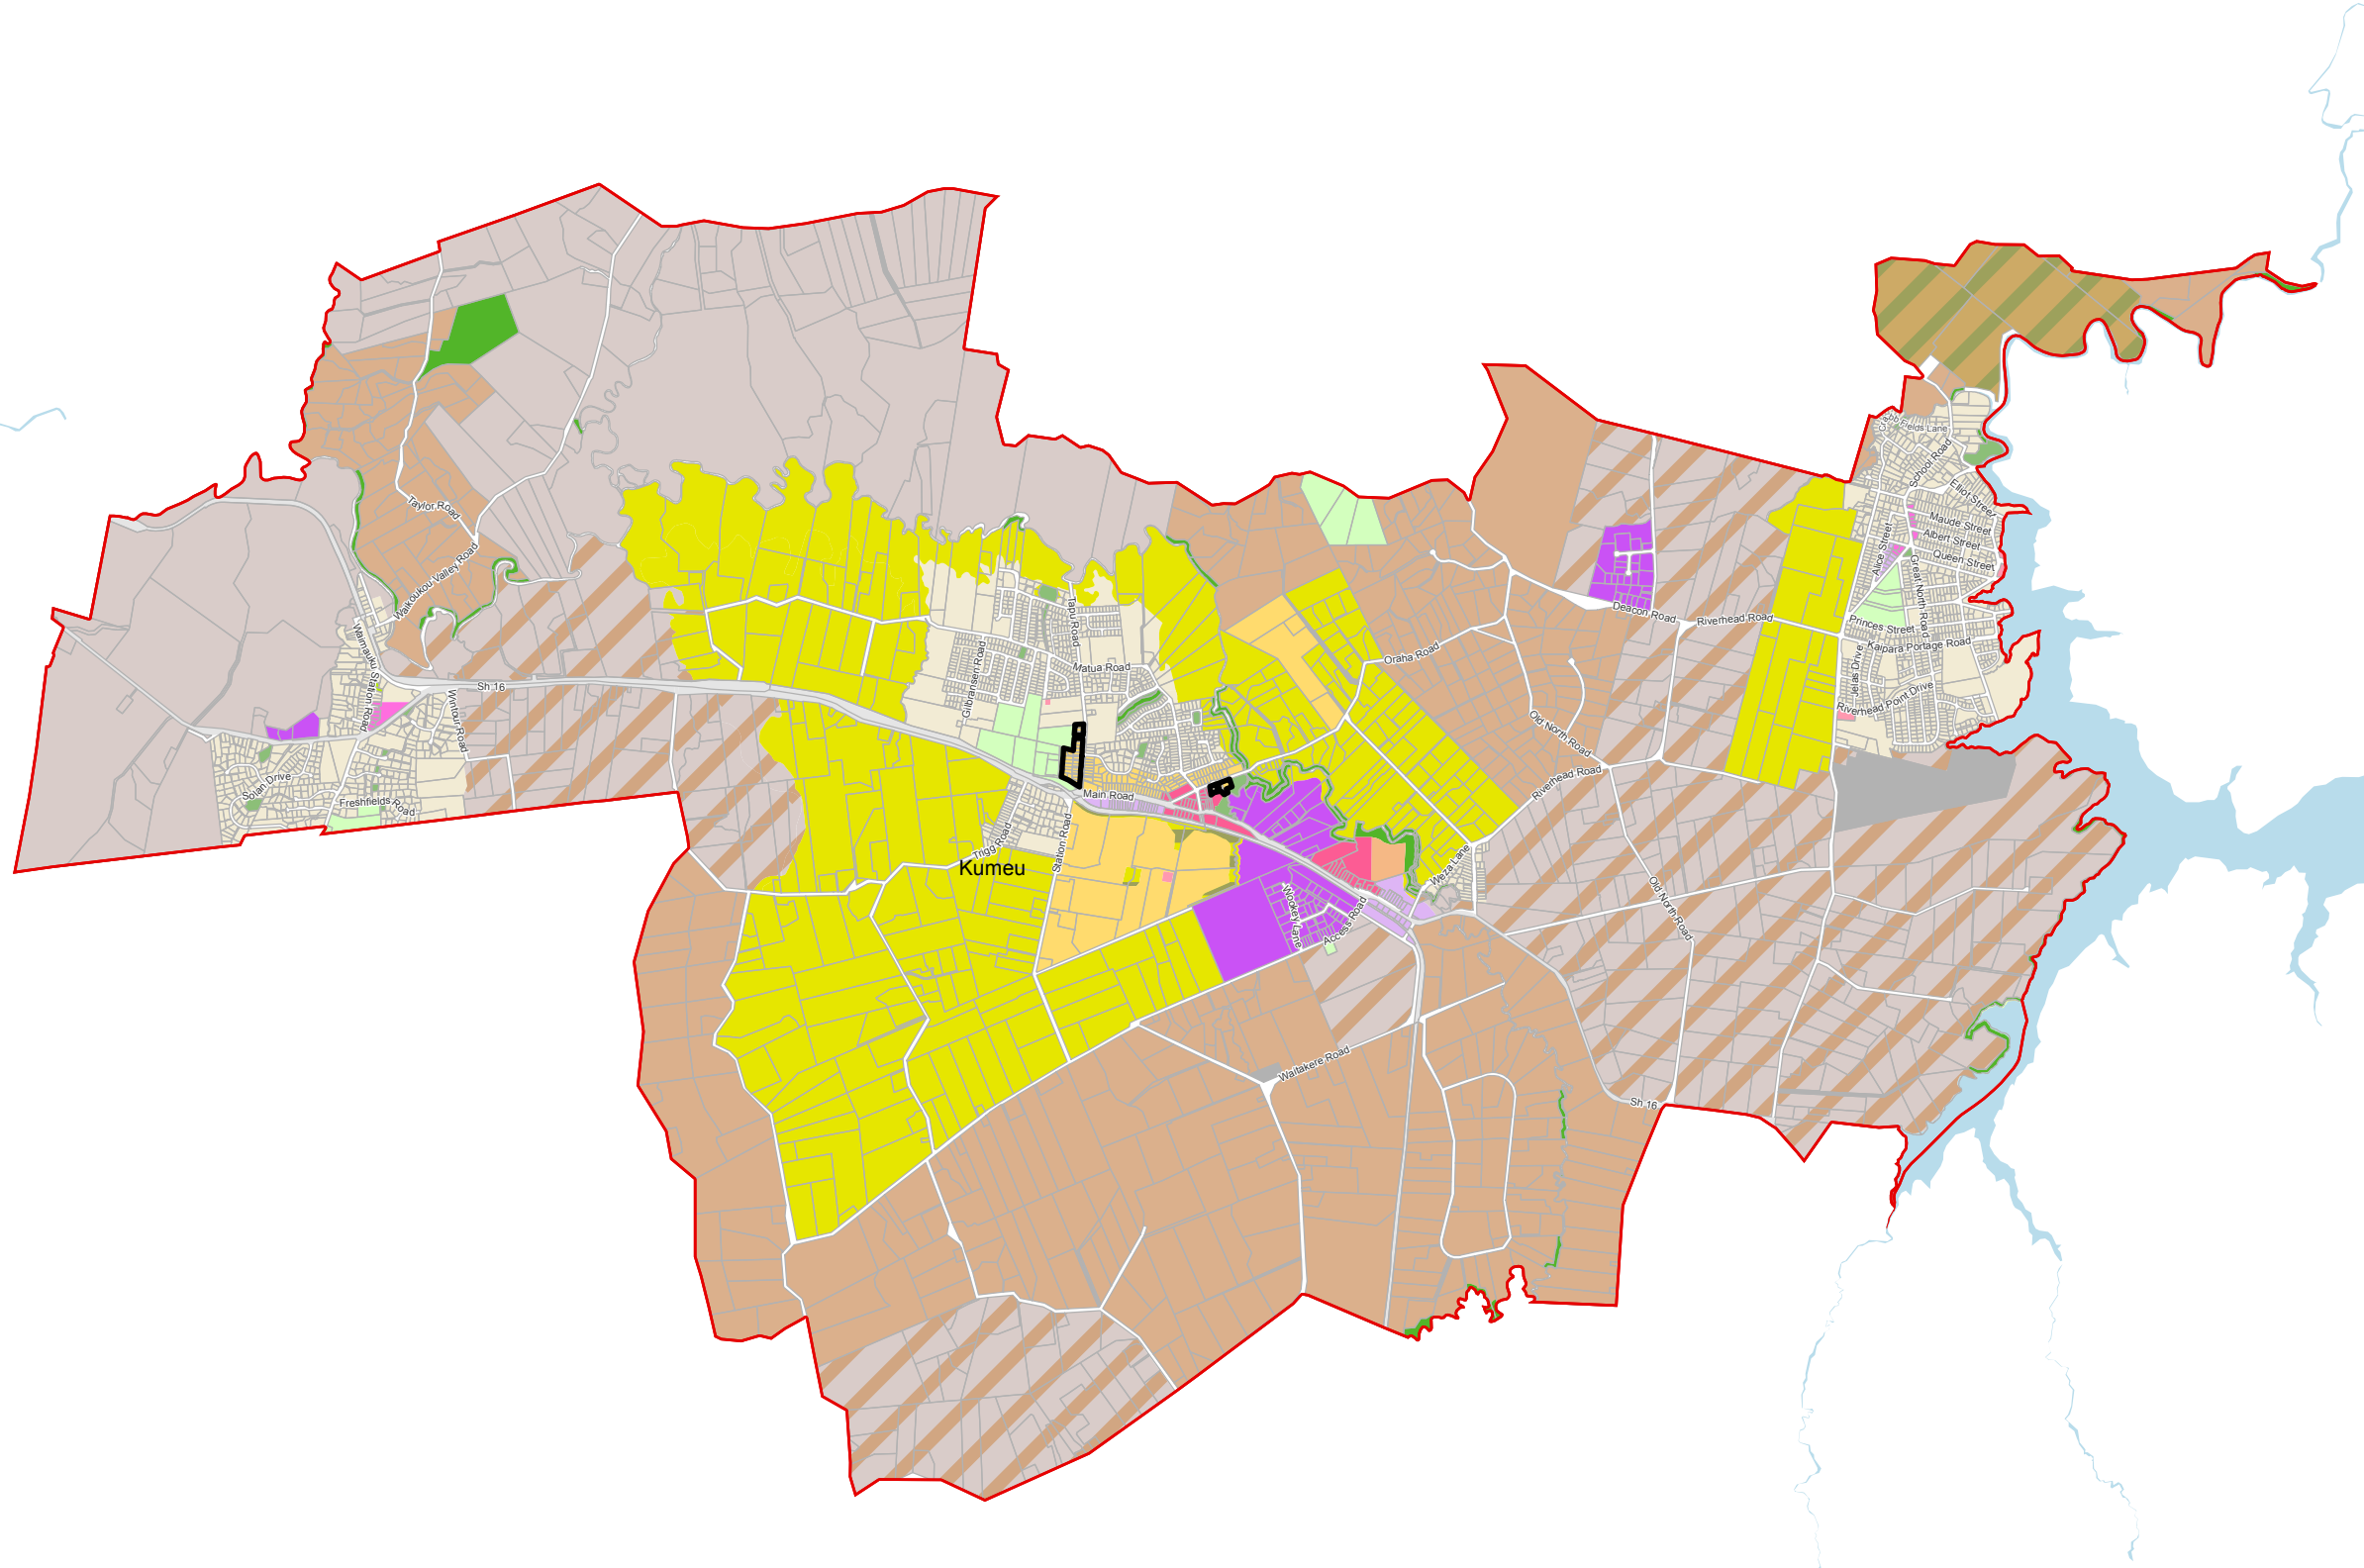 Crabb Fields Lane
School Road
Elliot Street
Taylor Road
Maude Street
Albert Street
Alice Street
Queen Street
Waikoukou Valley Road
Great North Road
Tapu Road
Deacon Road
Riverhead Road
Princes Street
Waimauku Station Road
Oraha Road
Kaipara Portage Road
Matua Road
Gilbransen Road
Jelas Drive
Sh 16
Wintour Road
Riverhead Point Drive
Old North Road
Riverhead Road
Solan Drive
Main Road
Freshfields Road
Trigg Road
Station Road
Kumeu
Weza Lane
Wookey Lane
Access Road
Old North Road
Waitakere Road
Sh 16